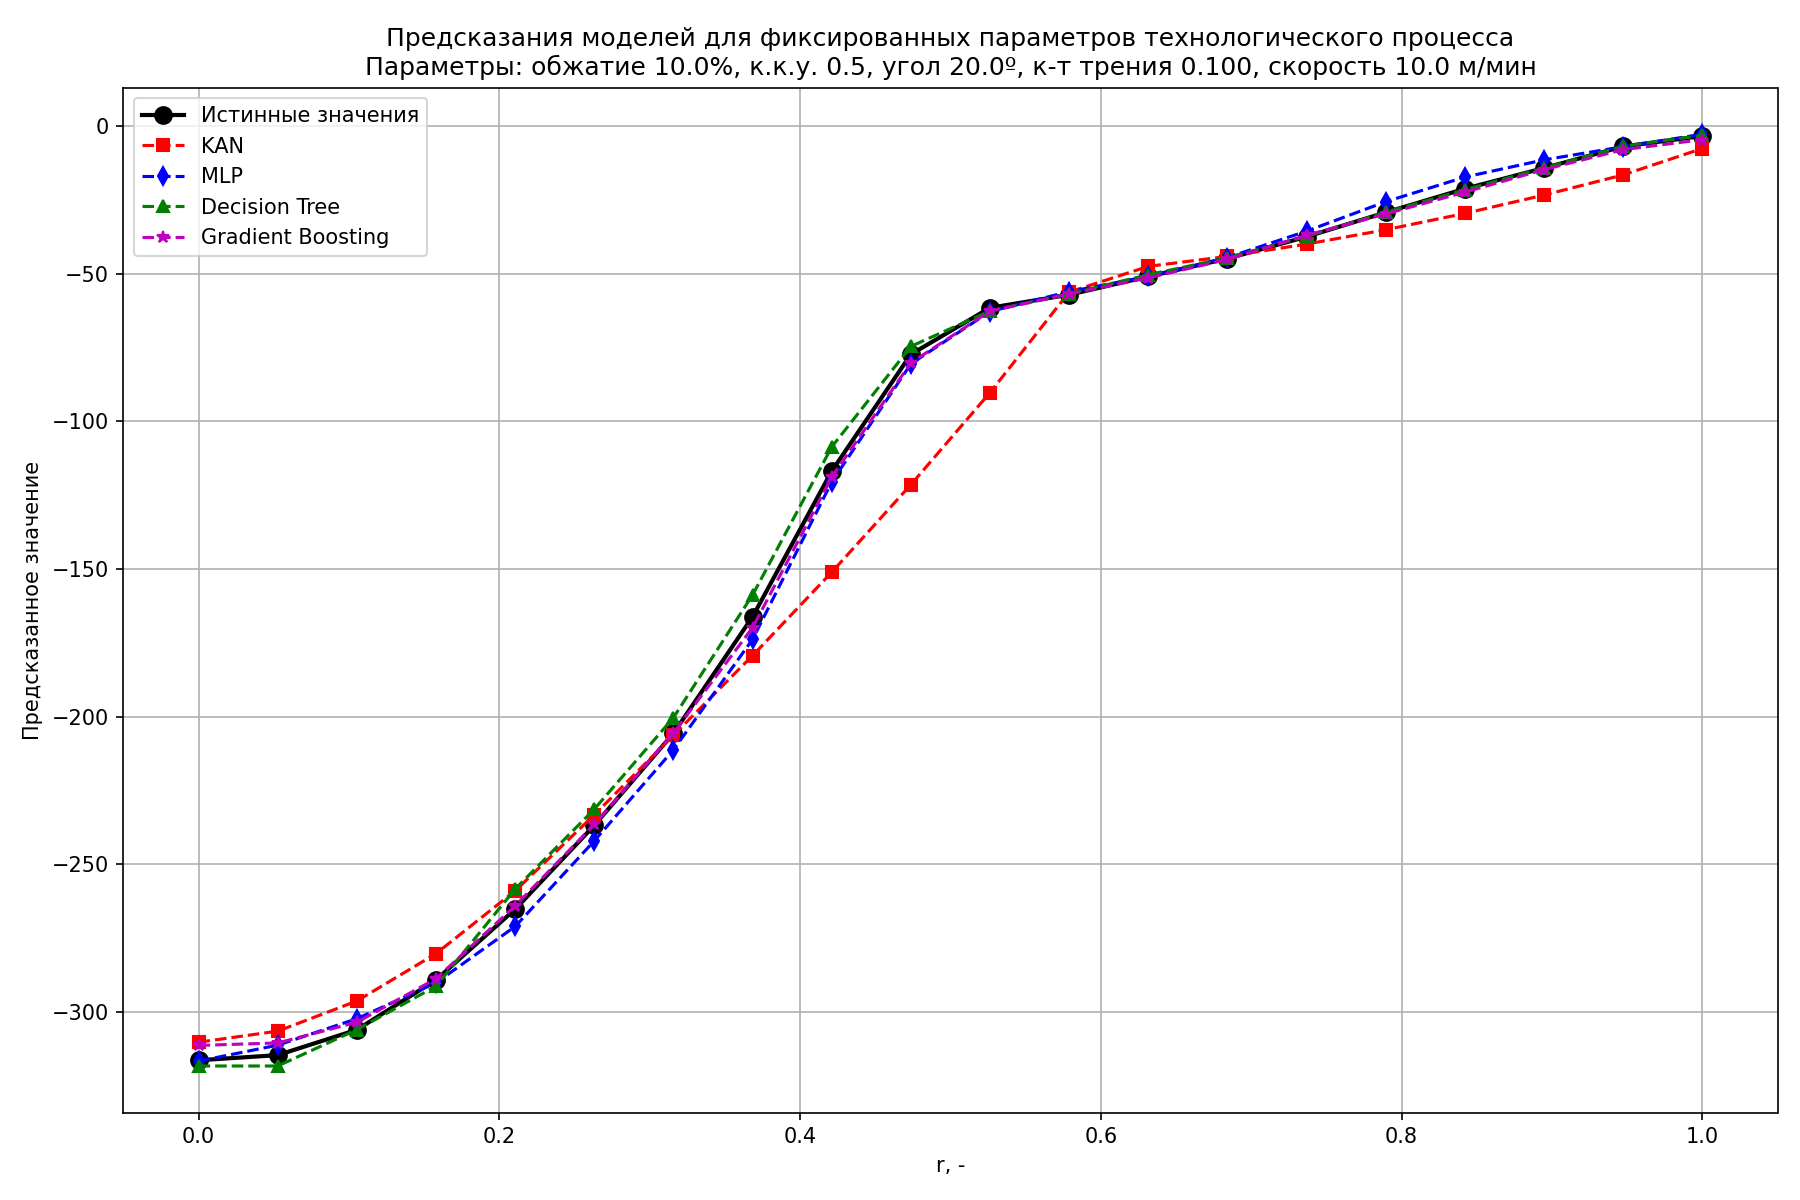 Предсказания моделей для фиксированных параметров технологического процесса
Параметры: обжатие 10.0%, к.к.у. 0.5, угол 20.0º, к-т трения 0.100, скорость 10.0 м/мин
Истинные значения
KAN
MLP
Decision Tree
Gradient Boosting
Предсказанное значение
0
−50
−100
−150
−200
−250
−300
0.0
0.2
0.4
0.6
0.8
1.0
r, -